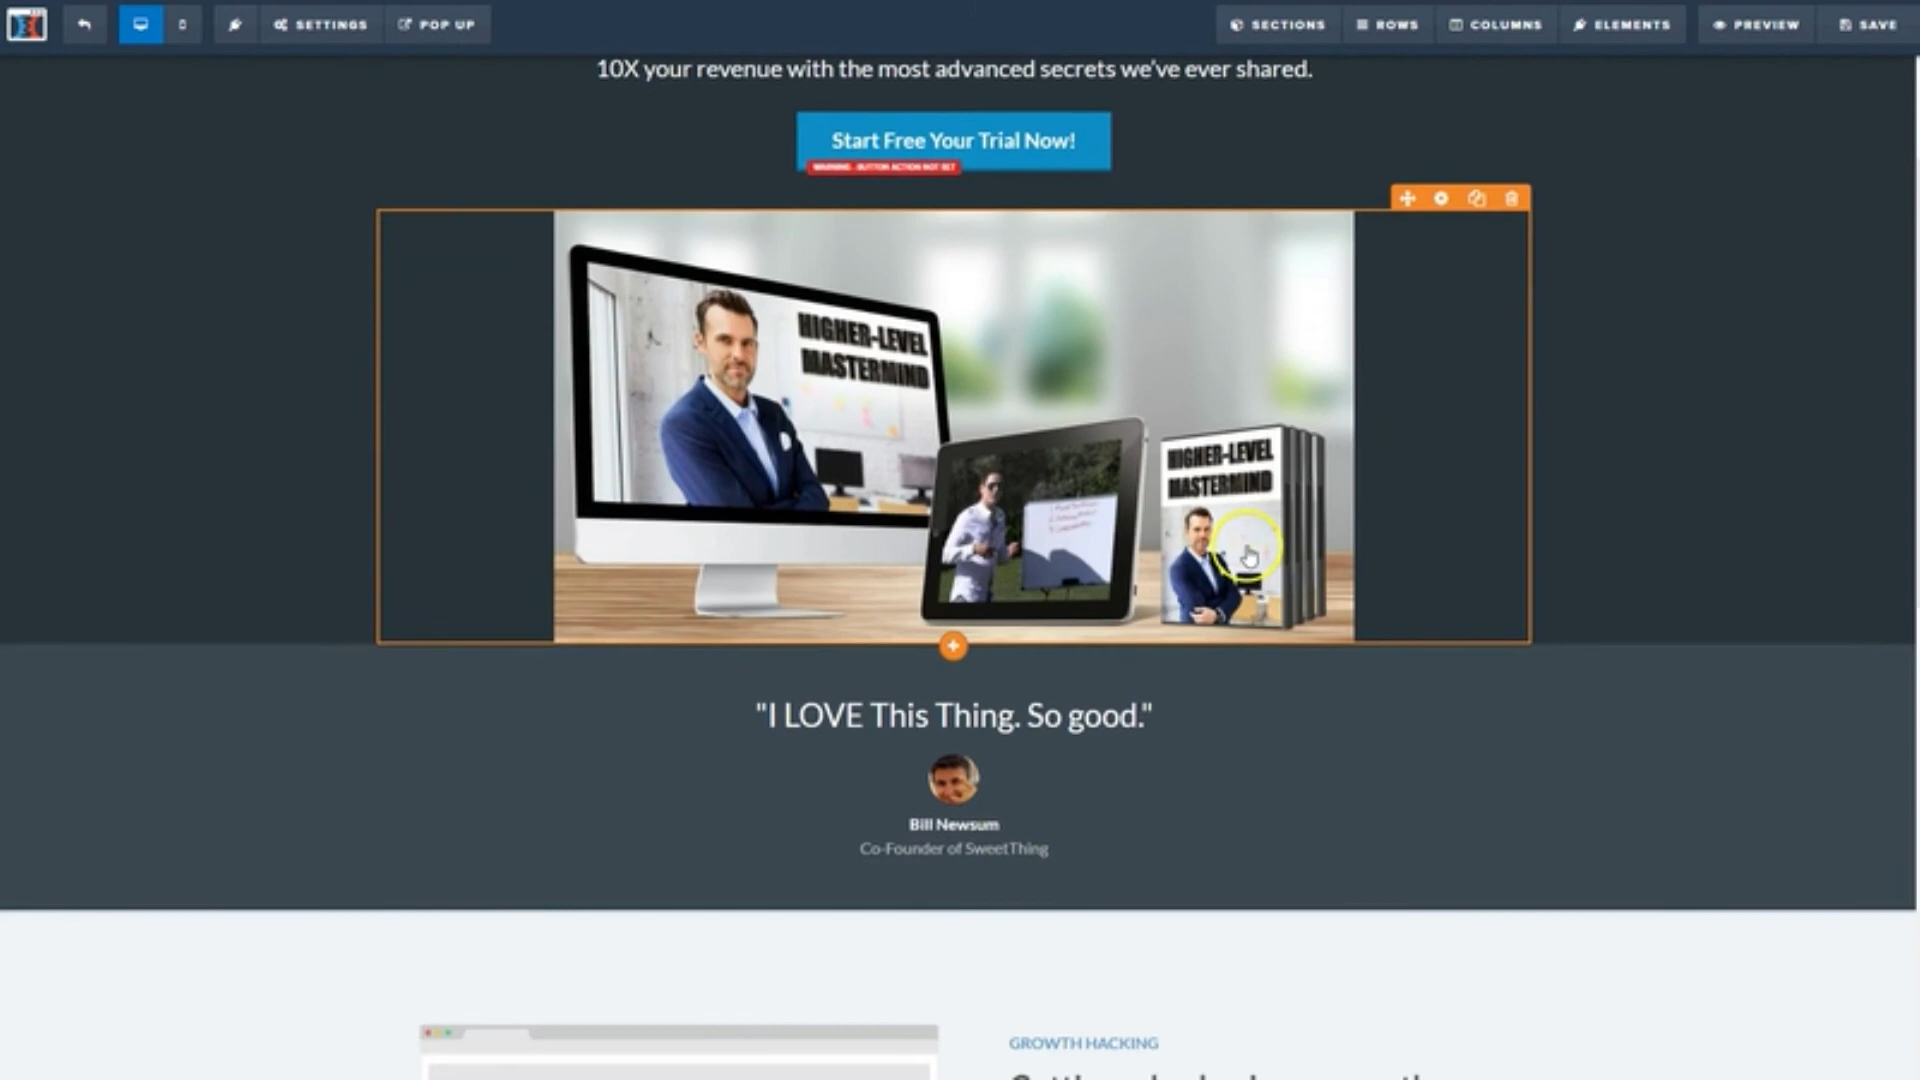 SETTINGS
POP UP
SECTIONS
ROWS
COLUMNS
ELEMENTS
PREVIEW
SAVE
10X your revenue with the most advanced secrets we've ever shared.
Start Free Your Trial Now!
WARNING - BUTTON ACTION NOT SET
HIGHER-LEVEL
MASTERMIND
HIGHER-LEVEL
MASTERMIND
"I LOVE This Thing. So good."
Bill Newsum
Co-Founder of SweetThing
GROWTH HACKING